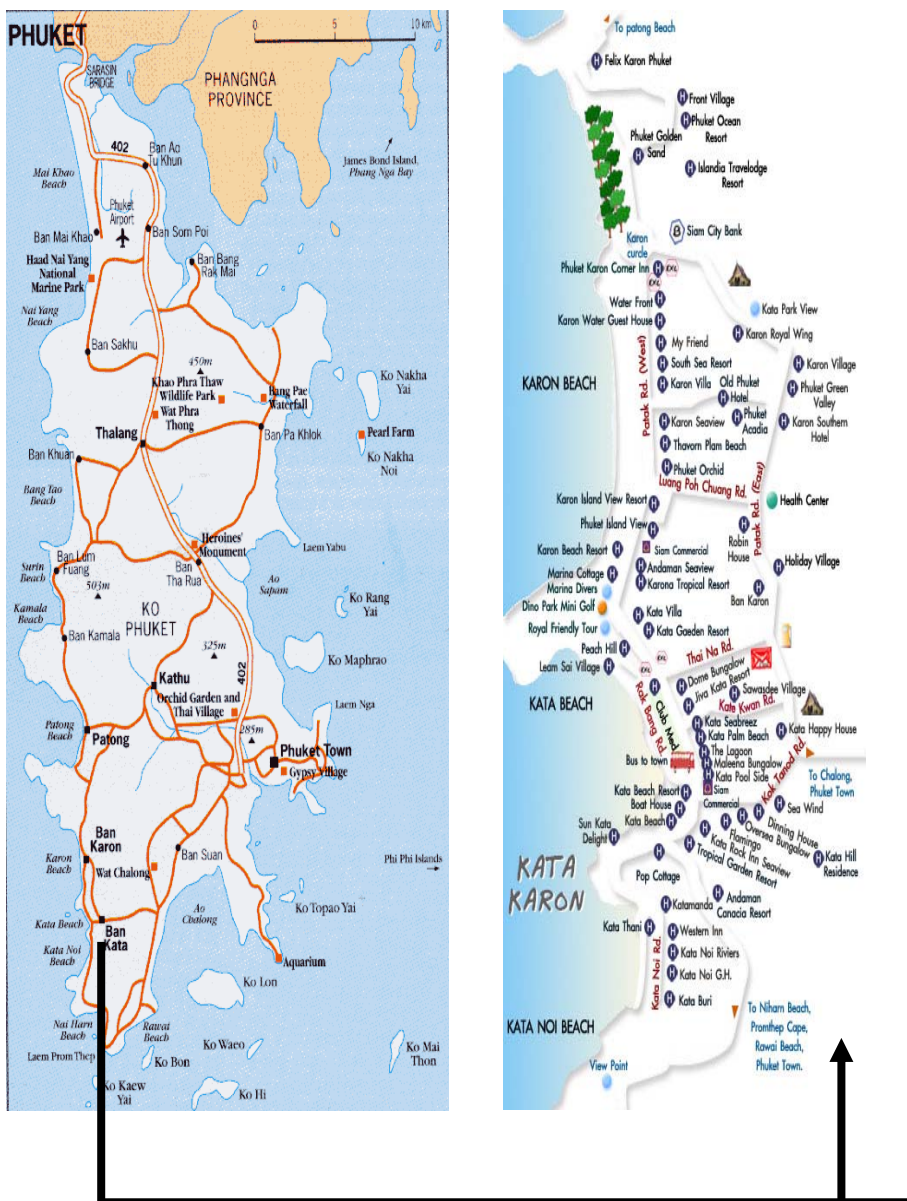 PHUKET
0
5
10 km
SARASIN
BRIDGE
PHANGNGA
PROVINCE
402
Ban Ao
Tu Khun
James Bond Island,
Phang Nga Bay
Mai Khao
Beach
Phuket
Airport
Ban Mai Khao
Ban Som Poi
Haad Nai Yang
National
Marine Park
Ban Bang
Rak Mai
Nai Yang
Beach
Ban Sakhu
450m
Khao Phra Thaw
Wildlife Park
Wat Phra
Thong
Bang Pae
Waterfall
Ko Nakha
Yai
Thalang
Ban Pa Khlok
Pearl Farm
Ko Nakha
Noi
Ban Khuan
Bang Tao
Beach
Heroines'
Monument
Laem Yabu
Surin
Beach
Ban Lum
Fuang
Ban
Tha Rua
Ao
Sapam
503m
Kamala
Beach
KO
PHUKET
Ko Rang
Yai
Ban Kamala
325m
402
Ko Maphrao
Kathu
Orchid Garden and
Thai Village
Laem Nga
Patong
Beach
Patong
285m
Phuket Town
Gypsy Village
Ban
Karon
Karon
Beach
Wat Chalong
Ban Suan
Phi Phi Islands
Kata Beach
Ban
Kata
Ao
Chalong
Ko Topao Yai
Kata Noi
Beach
Aquarium
Ko Lon
Nai Harn
Beach
Rawai
Beach
Laem Prom Thep
Ko Bon
Ko Waeo
Ko Mai
Thon
Ko Kaew
Yai
Ko Hi
To patong Beach
H Felix Karon Phuket
H Front Village
H Phuket Ocean
Resort
Phuket Golden
Sand H
H Islandia Travelodge
Resort
Karon
curcle
Siam City Bank
Phuket Karon Corner Inn H
EXL
EXL
Water Front H
Kata Park View
Karon Water Guest House H
H Karon Royal Wing
Patak Rd. (West)
H My Friend
H South Sea Resort
H Karon Village
KARON BEACH
H Karon Villa
Old Phuket
Hotel H
H Phuket Green
Valley
H Karon Seaview
H Phuket
Acadia
H Karon Southern
Hotel
H Thavorn Plam Beach
H Phuket Orchid
Luang Poh Chuang Rd.
Patak Rd. (East)
Karon Island View Resort H
Health Center
Phuket Island View H
H Robin
House
Karon Beach Resort H
Siam Commercial
H Andaman Seaview
H Holiday Village
Marina Cottage H
H Karona Tropical Resort
Marina Divers
H Ban Karon
Dino Park Mini Golf
H Kata Villa
Royal Friendly Tour
H Kata Gaeden Resort
Peach Hill H
Thai Na Rd.
Leam Sai Village H
EXL
EXL
H Dome Bungalow
H Jiva Kata Resort
H Sawasdee Village
KATA BEACH
Rak Bang Rd.
H Club Med
Kate Kwan Rd.
H Kata Seabreez
H Kata Palm Beach
H Kata Happy House
Bus to town
H The Lagoon
H Maleena Bungalow
H Kata Pool Side
Kok Tanod Rd.
To Chalong,
Phuket Town
Kata Beach Resort H
Siam
Commercial
Boat House H
H Sea Wind
Kata Beach H
H Dinning House
Sun Kata
Delight H
H Oversea Bungalow
H Flamingo
H Kata Rock Inn Seaview
H Tropical Garden Resort
H Kata Hill
Residence
KATA
KARON
H
Pop Cottage
H Katamanda
H Andaman
Canacia Resort
Kata Thani H
H Western Inn
Kata Noi Rd.
H Kata Noi Riviers
H Kata Noi G.H.
H Kata Buri
KATA NOI BEACH
To Niharn Beach,
Promthep Cape,
Rawai Beach,
Phuket Town.
View Point